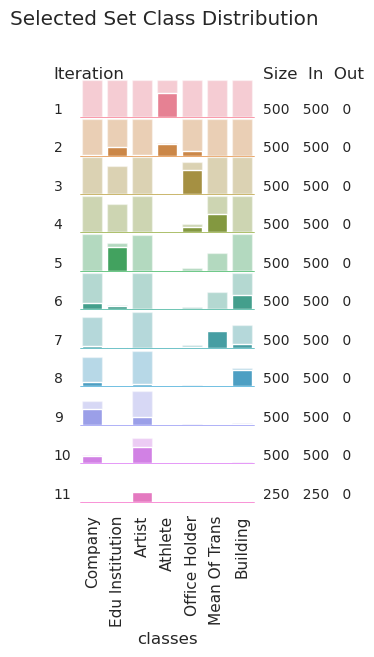 Selected Set Class Distribution
Iteration Size In Out
1 500 500 0
2 500 500 0
3 500 500 0
4 500 500 0
5 500 500 0
6 500 500 0
7 500 500 0
8 500 500 0
9 500 500 0
10 500 500 0
11 250 250 0
Company
Edu Institution
Artist
Athlete
Office Holder
Mean Of Trans
Building
classes